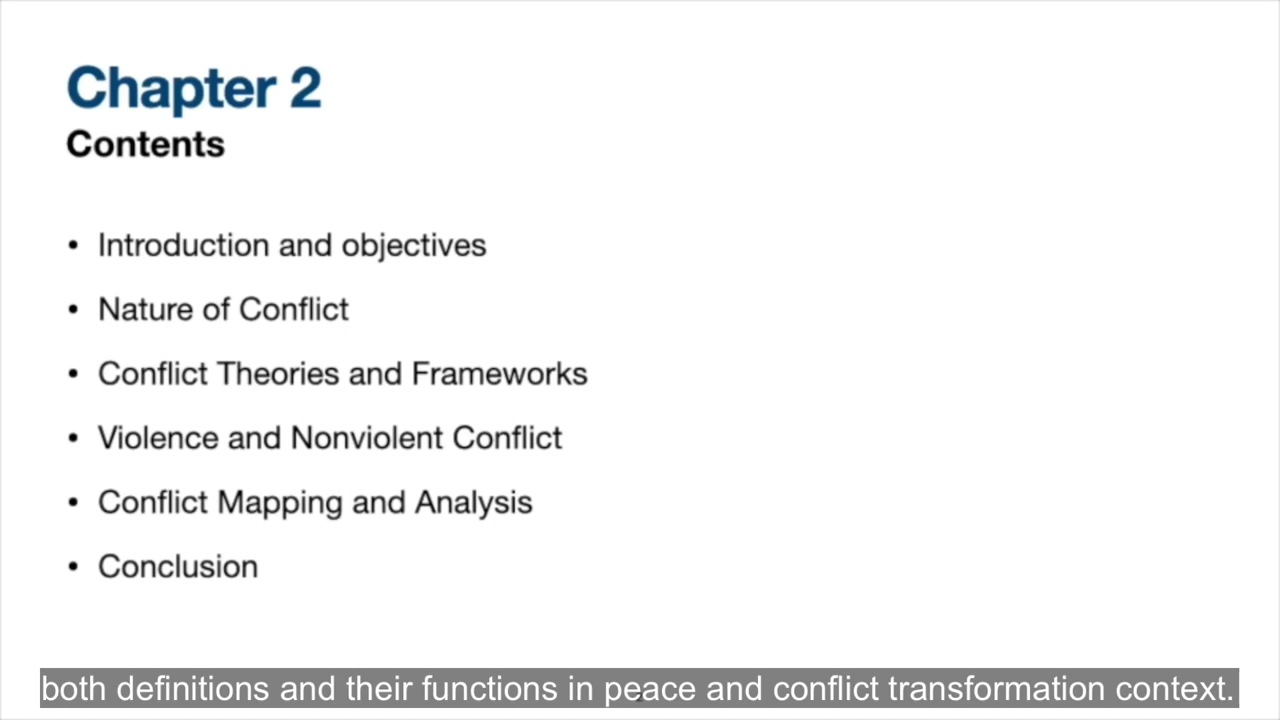 Chapter 2
Contents
• Introduction and objectives
• Nature of Conflict
• Conflict Theories and Frameworks
• Violence and Nonviolent Conflict
• Conflict Mapping and Analysis
• Conclusion
both definitions and their functions in peace and conflict transformation context.